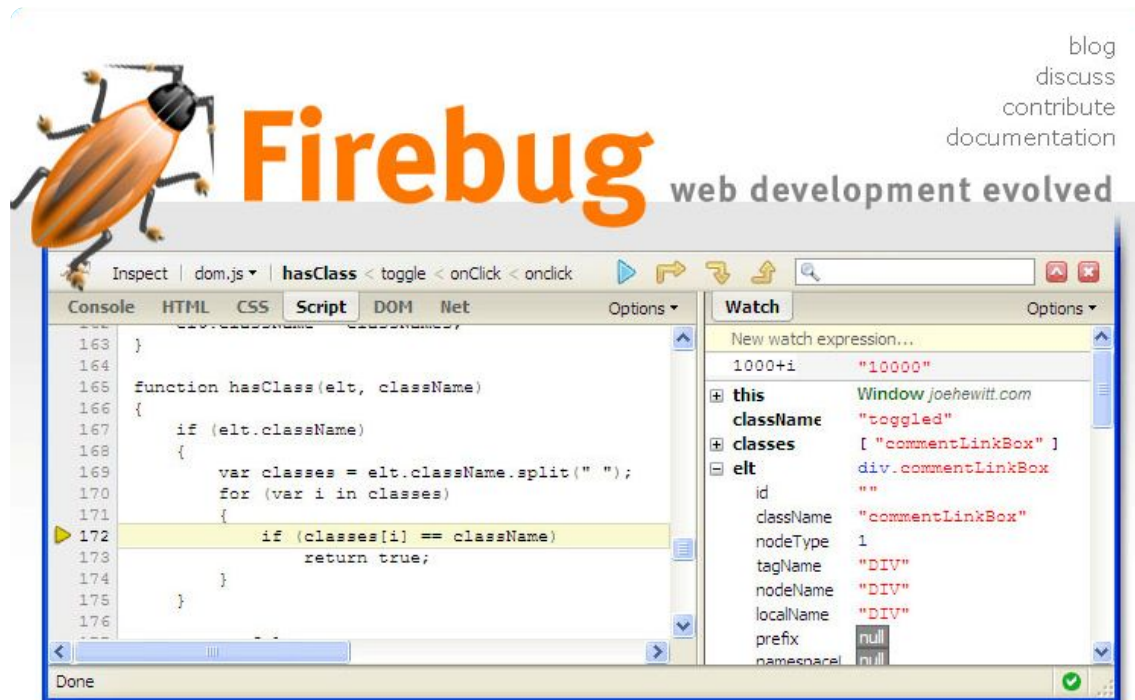 blog
discuss
contribute
documentation
Firebug
web development evolved
Inspect | dom.js | hasClass < toggle < onClick < onclick
Console HTML CSS Script DOM Net Options
163 }
164
165 function hasClass(elt, className)
166 {
167 if (elt.className)
168 {
169 var classes = elt.className.split(" ");
170 for (var i in classes)
171 {
172 if (classes[i] == className)
173 return true;
174 }
175 }
176
Watch Options
New watch expression...
1000+i "10000"
this Window joehewitt.com
className "toggled"
classes [ "commentLinkBox" ]
elt div.commentLinkBox
id ""
className "commentLinkBox"
nodeType 1
tagName "DIV"
nodeName "DIV"
localName "DIV"
prefix null
null
Done